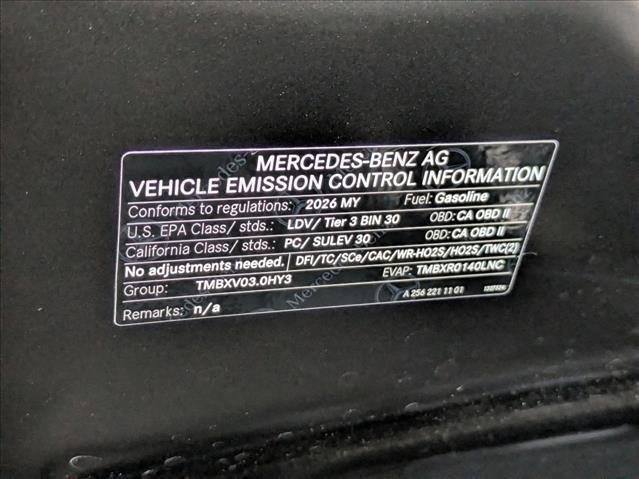 MERCEDES-BENZ AG
VEHICLE EMISSION CONTROL INFORMATION
Conforms to regulations: 2026 MY Fuel: Gasoline
U.S. EPA Class/ stds.: LDV/ Tier 3 BIN 30 OBD: CA OBD II
California Class/ stds.: PC/ SULEV 30 OBD: CA OBD II
No adjustments needed. DFI/TC/SCe/CAC/WR-HO2S/HO2S/TWC(2)
Group: TMBXV03.0HY3 EVAP: TMBXR0140LNC
Remarks: n/a A 256 221 11 01